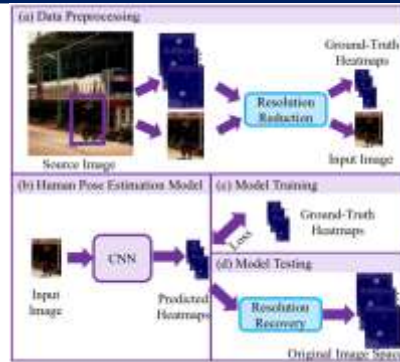 (a) Data Preprocessing
Ground-Truth
Heatmaps
Resolution
Reduction
Source Image
Input Image
(b) Human Pose Estimation Model
(c) Model Training
CNN
Loss
Ground-Truth
Heatmaps
(d) Model Testing
Input
Image
Predicted
Heatmaps
Resolution
Recovery
Original Image Space